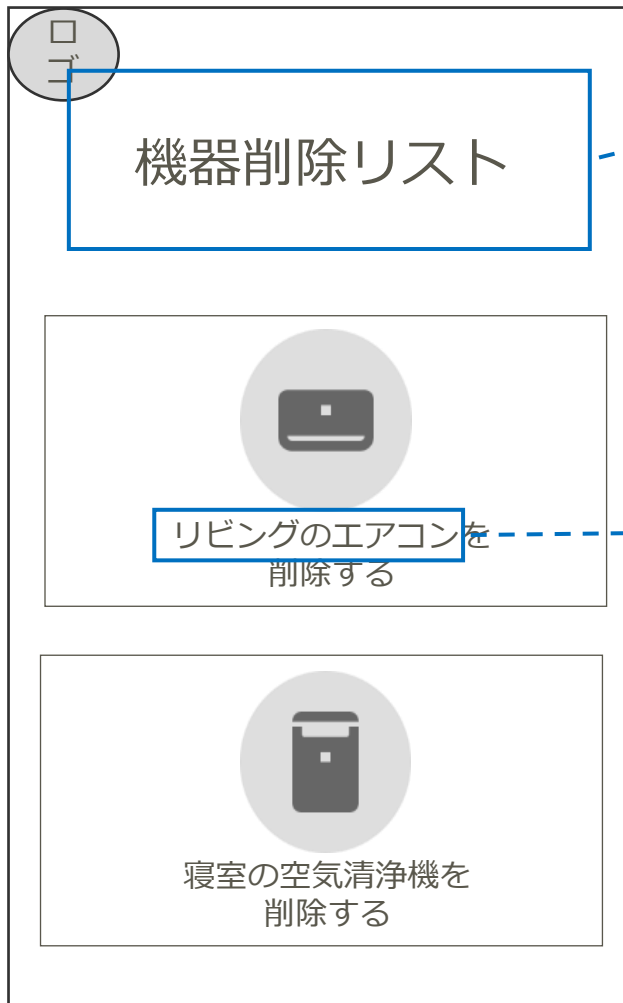 ロ
ゴ
機器削除リスト
リビングのエアコンを
削除する
寝室の空気清浄機を
削除する